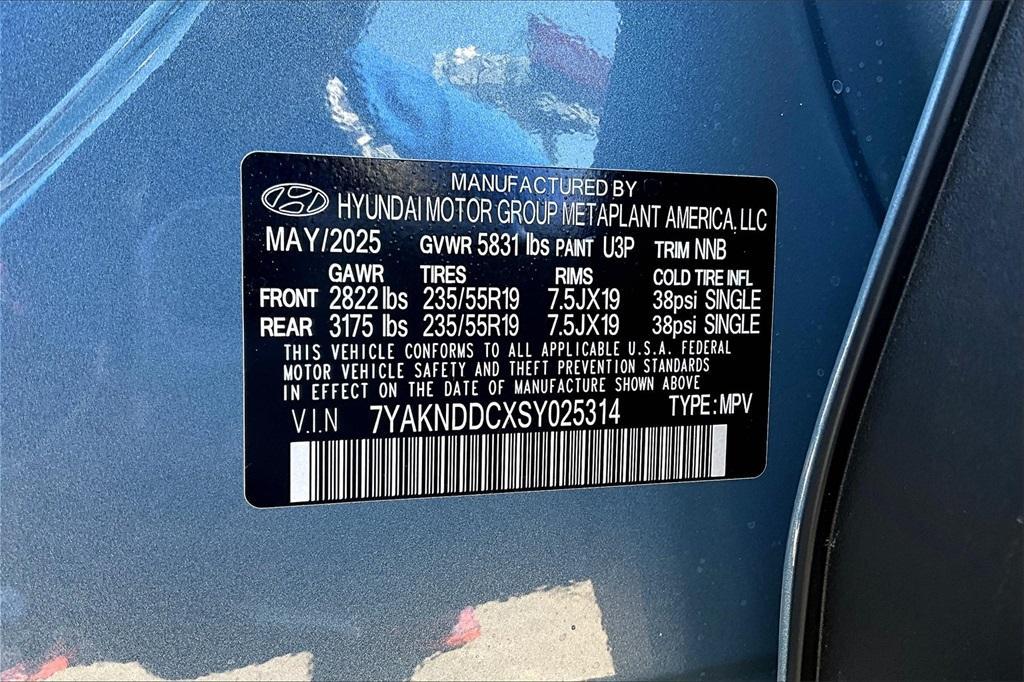 MANUFACTURED BY
HYUNDAI MOTOR GROUP METAPLANT AMERICA, LLC
MAY/2025 GVWR 5831 lbs PAINT U3P TRIM NNB
GAWR TIRES RIMS COLD TIRE INFL
FRONT 2822 lbs 235/55R19 7.5JX19 38psi SINGLE
REAR 3175 lbs 235/55R19 7.5JX19 38psi SINGLE
THIS VEHICLE CONFORMS TO ALL APPLICABLE U.S.A. FEDERAL
MOTOR VEHICLE SAFETY AND THEFT PREVENTION STANDARDS
IN EFFECT ON THE DATE OF MANUFACTURE SHOWN ABOVE
V.I.N 7YAKNDDCXSY025314 TYPE: MPV